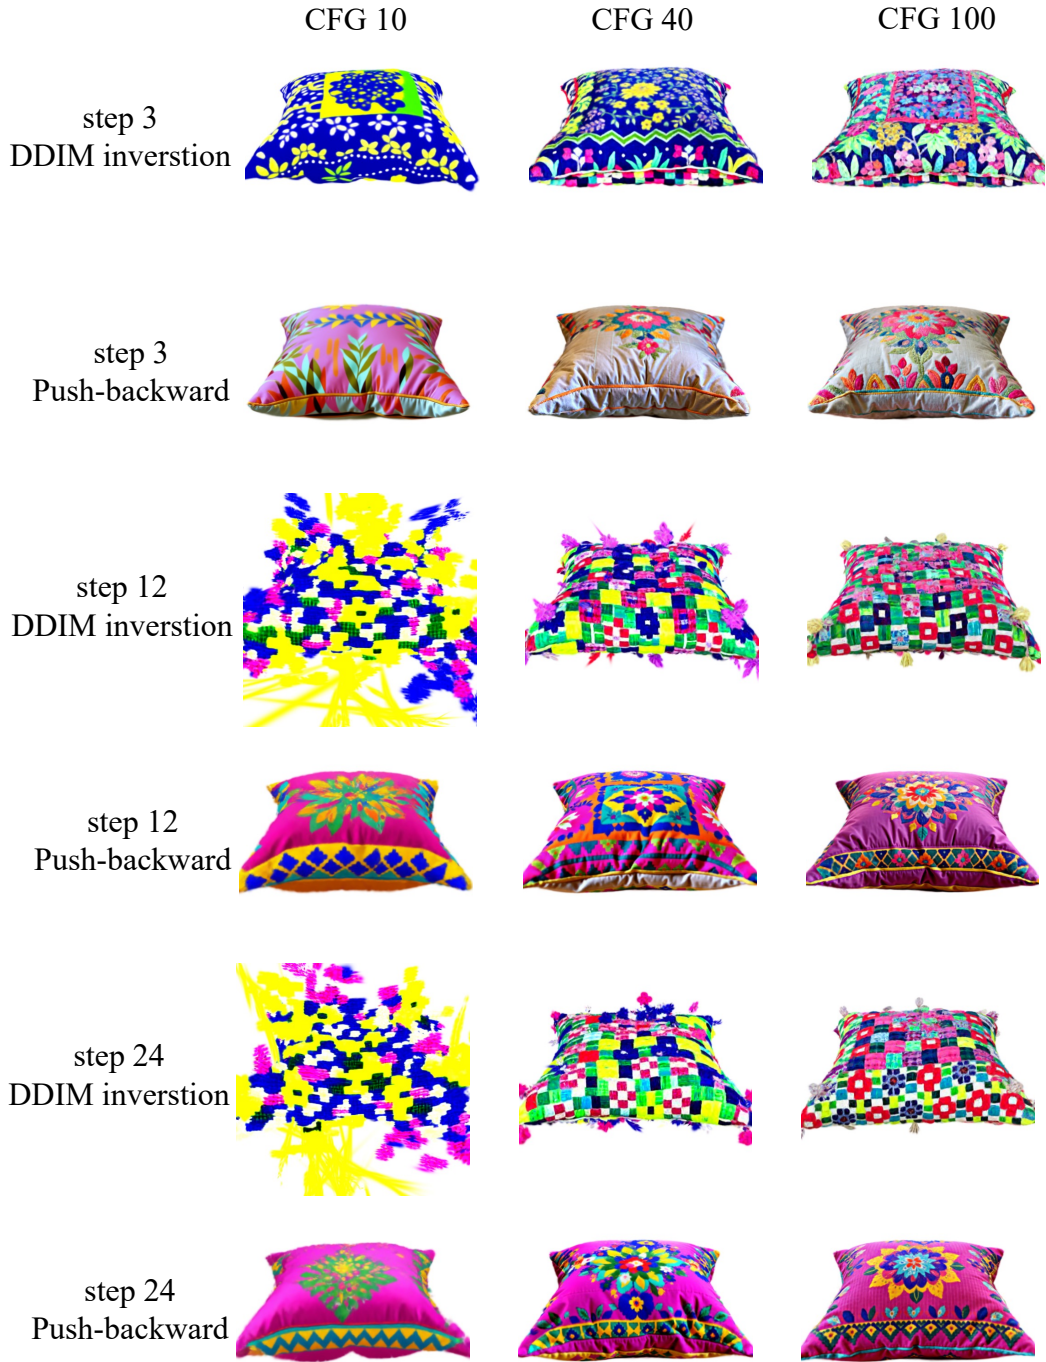 CFG 10
CFG 40
CFG 100
step 3
DDIM inverstion
step 3
Push-backward
step 12
DDIM inverstion
step 12
Push-backward
step 24
DDIM inverstion
step 24
Push-backward